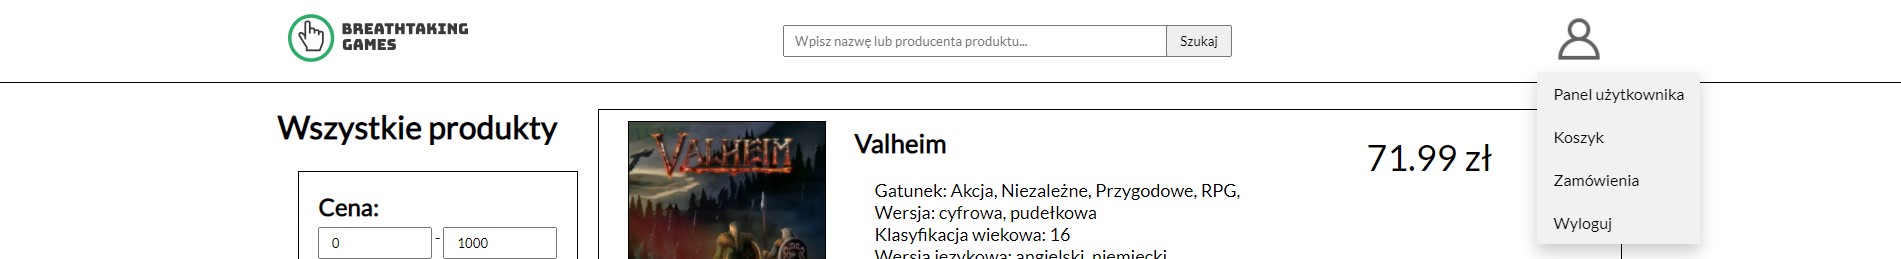 BREATHTAKING
GAMES
Wpisz nazwę lub producenta produktu...
Szukaj
Panel użytkownika
Koszyk
Zamówienia
Wyloguj
Wszystkie produkty
Cena:
0 - 1000
VALHEIM
Valheim
71.99 zł
Gatunek: Akcja, Niezależne, Przygodowe, RPG,
Wersja: cyfrowa, pudełkowa
Klasyfikacja wiekowa: 16
Wersja językowa: angielski, niemiecki